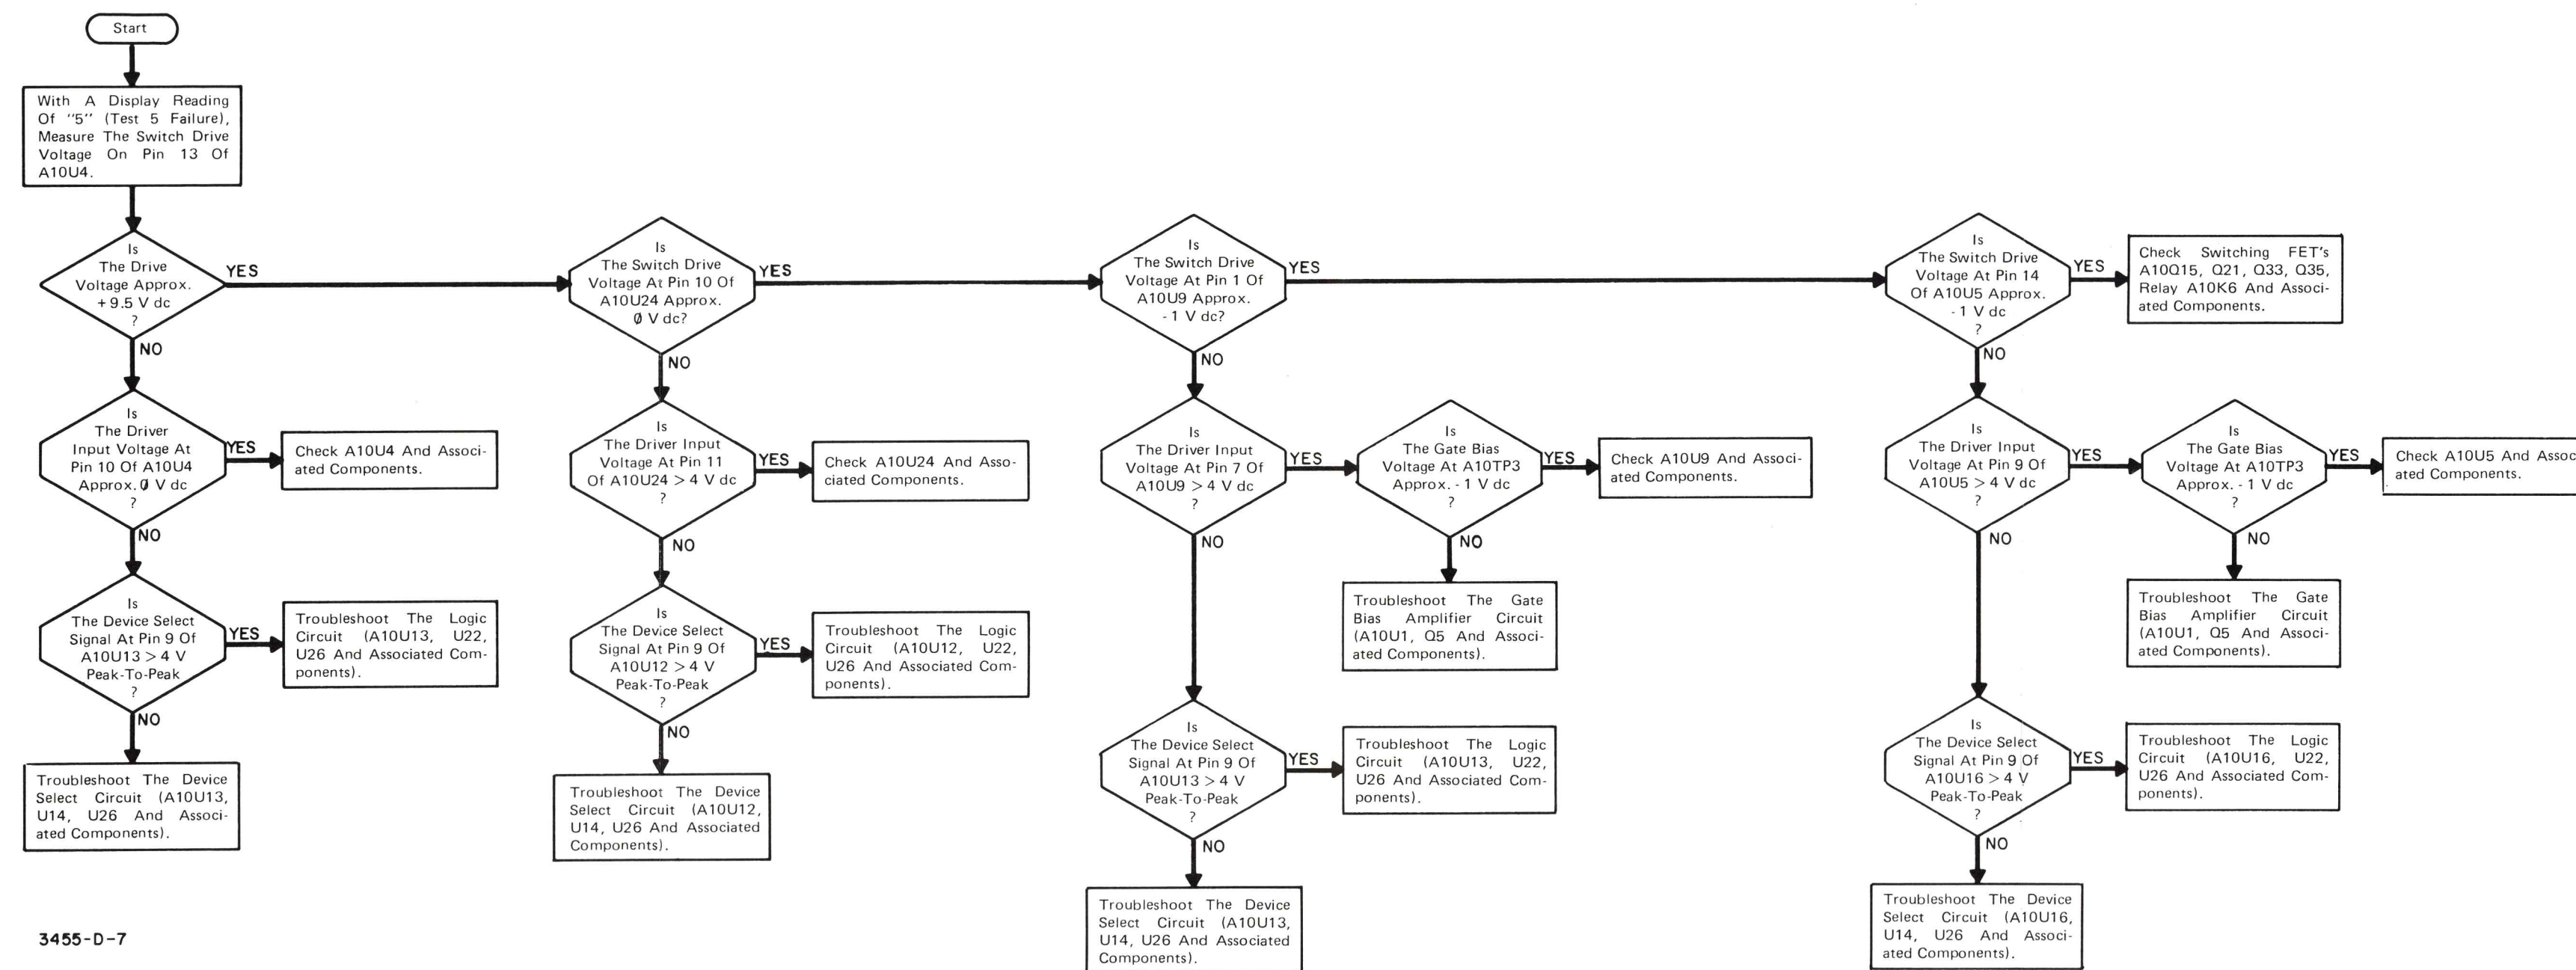 Start
With A Display Reading
Of "5" (Test 5 Failure),
Measure The Switch Drive
Voltage On Pin 13 Of
A10U4.
Is
The Drive
Voltage Approx.
+9.5 V dc
?
YES
NO
Is
The Driver
Input Voltage At
Pin 10 Of A10U4
Approx. 0 V dc
?
YES
Check A10U4 And Associ-
ated Components.
NO
Is
The Device Select
Signal At Pin 9 Of
A10U13 > 4 V
Peak-To-Peak
?
YES
Troubleshoot The Logic
Circuit (A10U13, U22,
U26 And Associated Com-
ponents).
NO
Troubleshoot The Device
Select Circuit (A10U13,
U14, U26 And Associ-
ated Components).
Is
The Switch Drive
Voltage At Pin 10 Of
A10U24 Approx.
0 V dc?
YES
NO
Is
The Driver Input
Voltage At Pin 11
Of A10U24 > 4 V dc
?
YES
Check A10U24 And Asso-
ciated Components.
NO
Is
The Device Select
Signal At Pin 9 Of
A10U12 > 4 V
Peak-To-Peak
?
YES
Troubleshoot The Logic
Circuit (A10U12, U22,
U26 And Associated Com-
ponents).
NO
Troubleshoot The Device
Select Circuit (A10U12,
U14, U26 And Associated
Components).
Is
The Switch Drive
Voltage At Pin 1 Of
A10U9 Approx.
- 1 V dc?
YES
NO
Is
The Driver Input
Voltage At Pin 7 Of
A10U9 > 4 V dc
?
YES
Is
The Gate Bias
Voltage At A10TP3
Approx. - 1 V dc
?
YES
Check A10U9 And Associ-
ated Components.
NO
Troubleshoot The Gate
Bias Amplifier Circuit
(A10U1, Q5 And Associ-
ated Components).
NO
Is
The Device Select
Signal At Pin 9 Of
A10U13 > 4 V
Peak-To-Peak
?
YES
Troubleshoot The Logic
Circuit (A10U13, U22,
U26 And Associated Com-
ponents).
NO
Troubleshoot The Device
Select Circuit (A10U13,
U14, U26 And Associated
Components).
Is
The Switch Drive
Voltage At Pin 14
Of A10U5 Approx.
- 1 V dc
?
YES
Check Switching FET's
A10Q15, Q21, Q33, Q35,
Relay A10K6 And Associ-
ated Components.
NO
Is
The Driver Input
Voltage At Pin 9 Of
A10U5 > 4 V dc
?
YES
Is
The Gate Bias
Voltage At A10TP3
Approx. - 1 V dc
?
YES
Check A10U5 And Assoc
ated Components.
NO
Troubleshoot The Gate
Bias Amplifier Circuit
(A10U1, Q5 And Associ-
ated Components).
NO
Is
The Device Select
Signal At Pin 9 Of
A10U16 > 4 V
Peak-To-Peak
?
YES
Troubleshoot The Logic
Circuit (A10U16, U22,
U26 And Associated Com-
ponents).
NO
Troubleshoot The Device
Select Circuit (A10U16,
U14, U26 And Associ-
ated Components).
3455-D-7